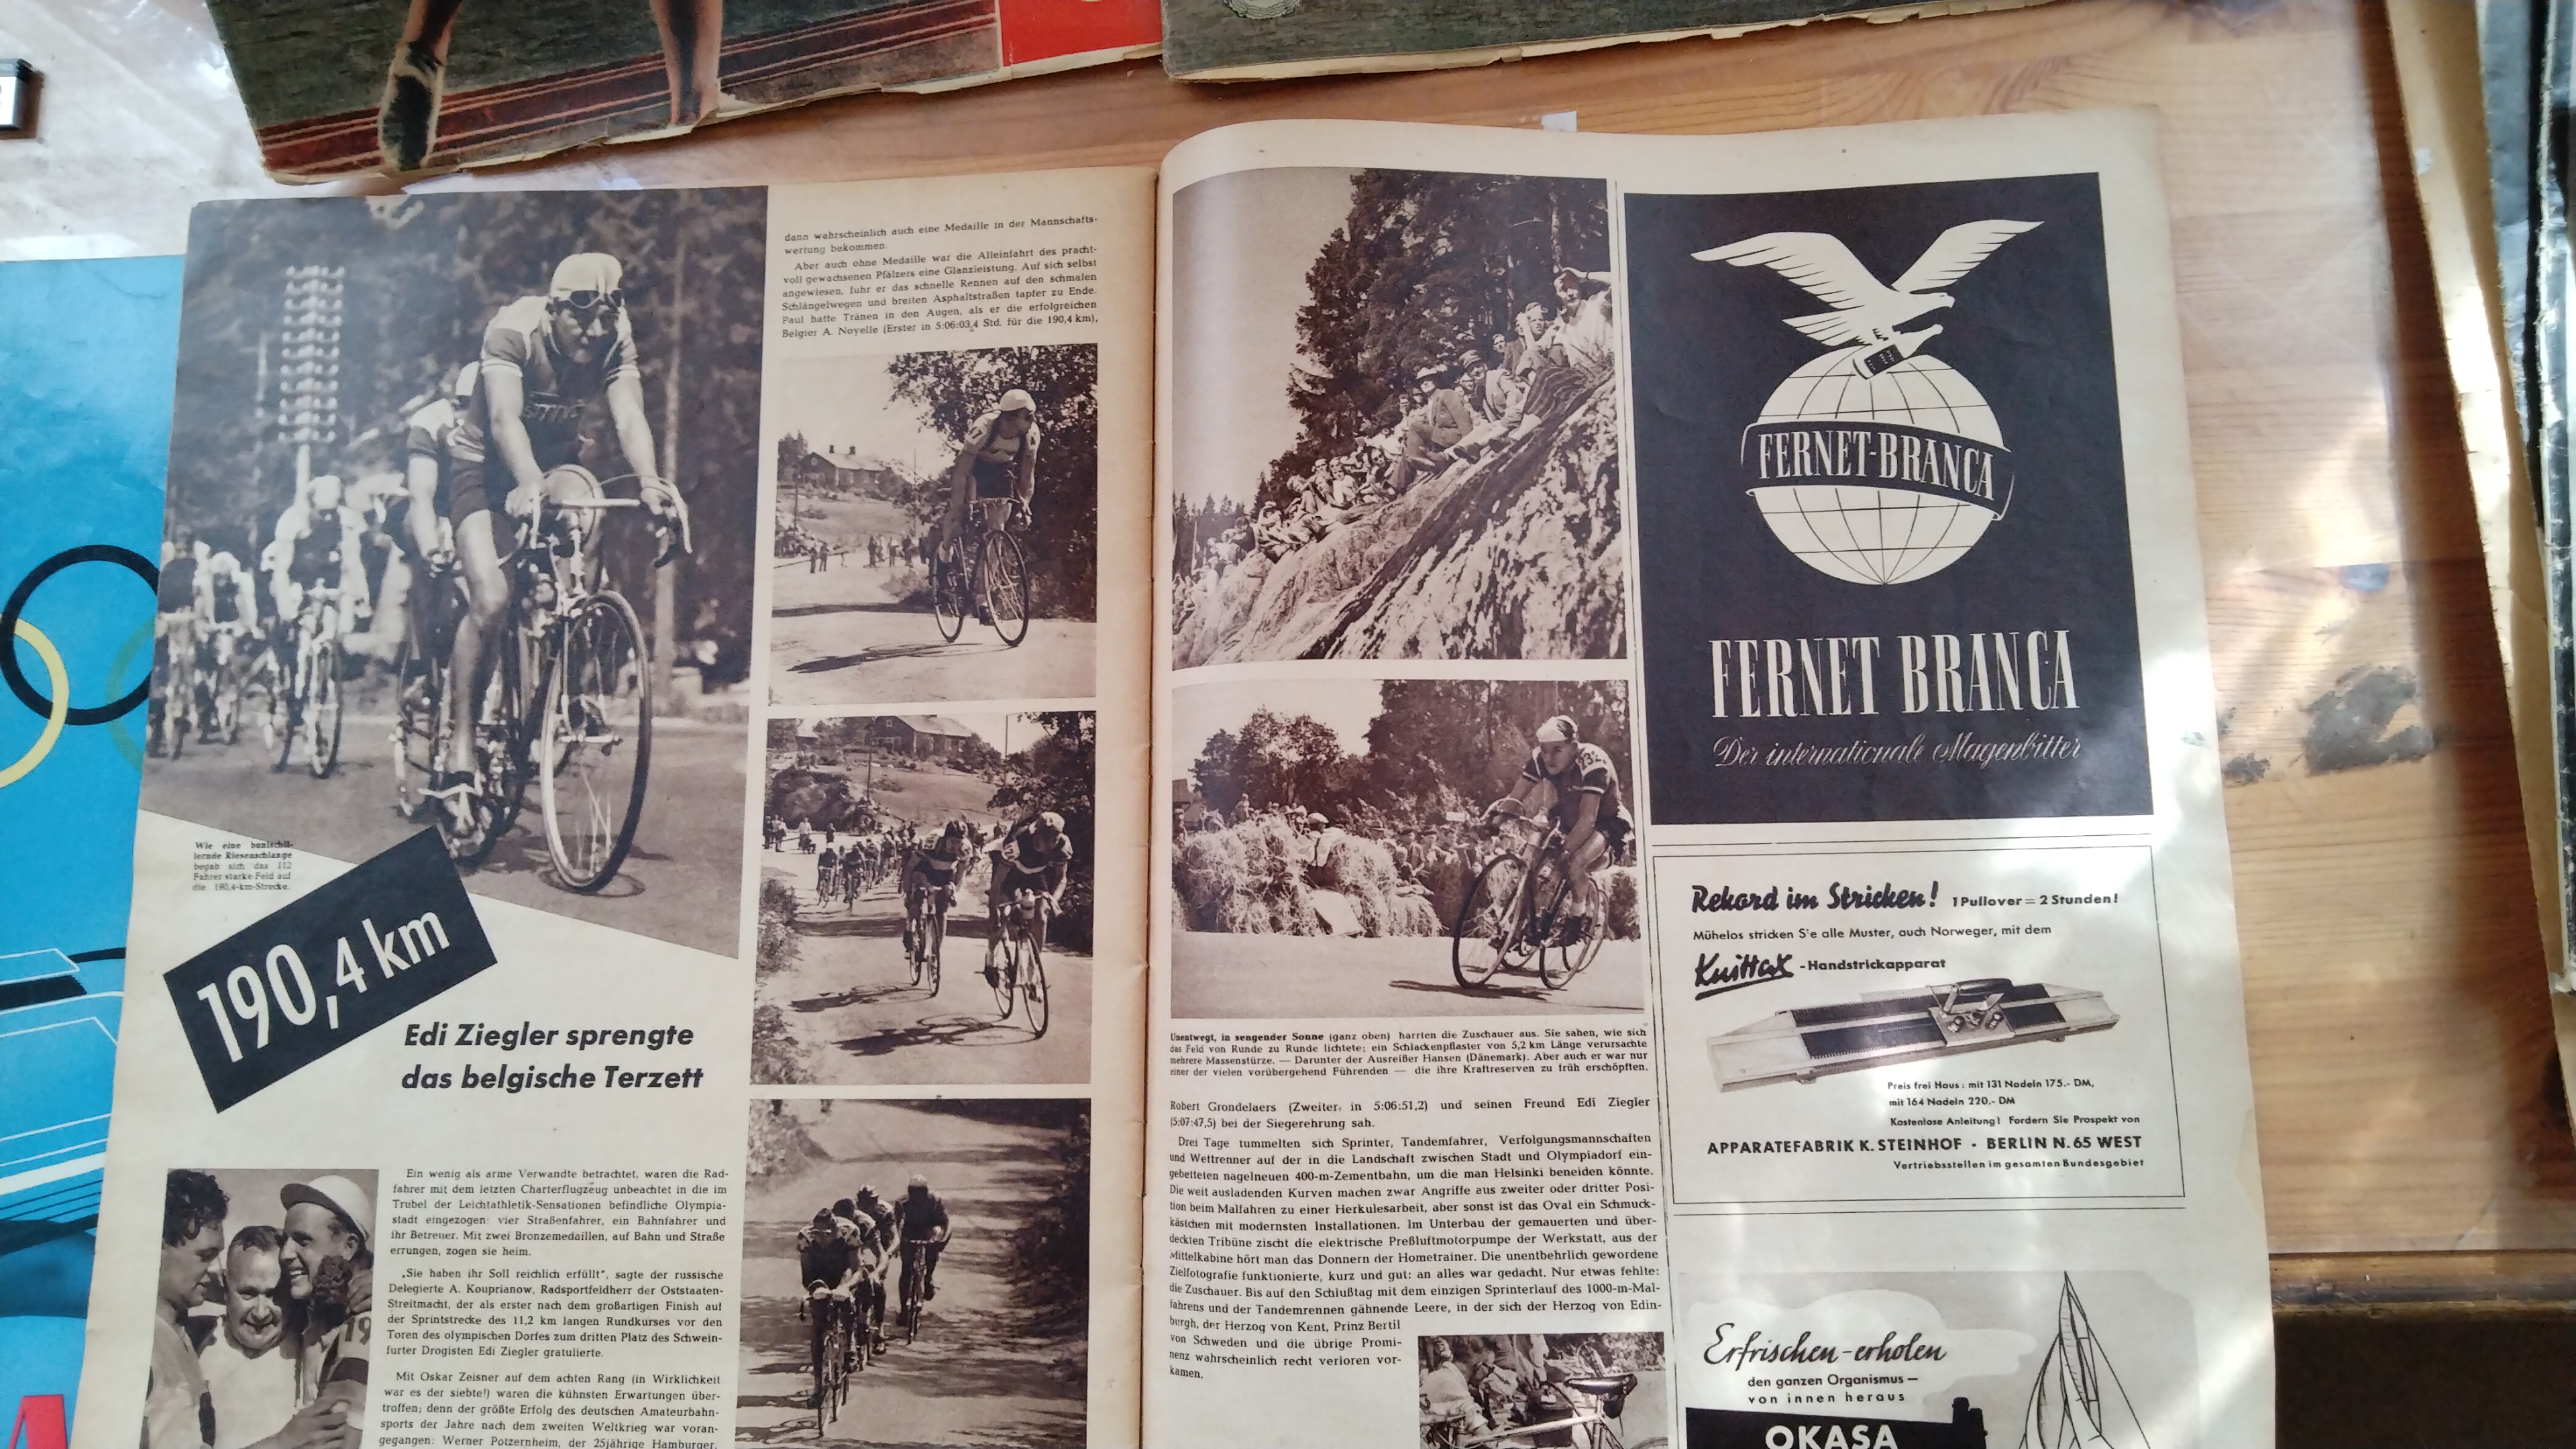 Wie eine buntschil-
lernde Riesenschlange
begab sich das 112
Fahrer starke Feld auf
die 190,4-km-Strecke.
190,4 km
Edi Ziegler sprengte
das belgische Terzett
Ein wenig als arme Verwandte betrachtet, waren die Rad-
fahrer mit dem letzten Charterflugzeug unbeachtet in die im
Trubel der Leichtathletik-Sensationen befindliche Olympia-
stadt eingezogen: vier Straßenfahrer, ein Bahnfahrer und
ihr Betreuer. Mit zwei Bronzemedaillen, auf Bahn und Straße
errungen, zogen sie heim.
„Sie haben ihr Soll reichlich erfüllt", sagte der russische
Delegierte A. Kouprianow, Radsportfeldherr der Oststaaten-
Streitmacht, der als erster nach dem großartigen Finish auf
der Sprintstrecke des 11,2 km langen Rundkurses vor den
Toren des olympischen Dorfes zum dritten Platz des Schwein-
furter Drogisten Edi Ziegler gratulierte.
Mit Oskar Zeisner auf dem achten Rang (in Wirklichkeit
war es der siebte!) waren die kühnsten Erwartungen über-
troffen; denn der größte Erfolg des deutschen Amateurbahn-
sports der Jahre nach dem zweiten Weltkrieg war voran-
gegangen: Werner Potzernheim, der 25jährige Hamburger,
dann wahrscheinlich auch eine Medaille in der Mannschafts-
wertung bekommen.
Aber auch ohne Medaille war die Alleinfahrt des pracht-
voll gewachsenen Pfälzers eine Glanzleistung. Auf sich selbst
angewiesen, fuhr er das schnelle Rennen auf den schmalen
Schlängelwegen und breiten Asphaltstraßen tapfer zu Ende.
Paul hatte Tränen in den Augen, als er die erfolgreichen
Belgier A. Noyelle (Erster in 5:06:03,4 Std. für die 190,4 km),
Unentwegt, in sengender Sonne (ganz oben) harrten die Zuschauer aus. Sie sahen, wie sich
das Feld von Runde zu Runde lichtete; ein Schlackenpflaster von 5,2 km Länge verursachte
mehrere Massenstürze. — Darunter der Ausreißer Hansen (Dänemark). Aber auch er war nur
einer der vielen vorübergehend Führenden — die ihre Kraftreserven zu früh erschöpften.
Robert Grondelaers (Zweiter in 5:06:51,2) und seinen Freund Edi Ziegler
(5:07:47,5) bei der Siegerehrung sah.
Drei Tage tummelten sich Sprinter, Tandemfahrer, Verfolgungsmannschaften
und Wettrenner auf der in die Landschaft zwischen Stadt und Olympiadorf ein-
gebetteten nagelneuen 400-m-Zementbahn, um die man Helsinki beneiden könnte.
Die weit ausladenden Kurven machen zwar Angriffe aus zweiter oder dritter Posi-
tion beim Malfahren zu einer Herkulesarbeit, aber sonst ist das Oval ein Schmuck-
kästchen mit modernsten Installationen. Im Unterbau der gemauerten und über-
deckten Tribüne zischt die elektrische Preßluftmotorpumpe der Werkstatt, aus der
Mittelkabine hört man das Donnern der Hometrainer. Die unentbehrlich gewordene
Zielfotografie funktionierte, kurz und gut: an alles war gedacht. Nur etwas fehlte:
die Zuschauer. Bis auf den Schlußtag mit dem einzigen Sprinterlauf des 1000-m-Mal-
fahrens und der Tandemrennen gähnende Leere, in der sich der Herzog von Edin-
burgh, der Herzog von Kent, Prinz Bertil
von Schweden und die übrige Promi-
nenz wahrscheinlich recht verloren vor-
kamen.
FERNET-BRANCA
FERNET BRANCA
Der internationale Magenbitter
Rekord im Stricken! 1 Pullover = 2 Stunden!
Mühelos stricken Sie alle Muster, auch Norweger, mit dem
Knittax - Handstrickapparat
Preis frei Haus: mit 131 Nadeln 175.- DM,
mit 164 Nadeln 220.- DM
Kostenlose Anleitung! Fordern Sie Prospekt von
APPARATEFABRIK K. STEINHOF - BERLIN N. 65 WEST
Vertriebsstellen im gesamten Bundesgebiet
Erfrischen-erholen
den ganzen Organismus —
von innen heraus
OKASA